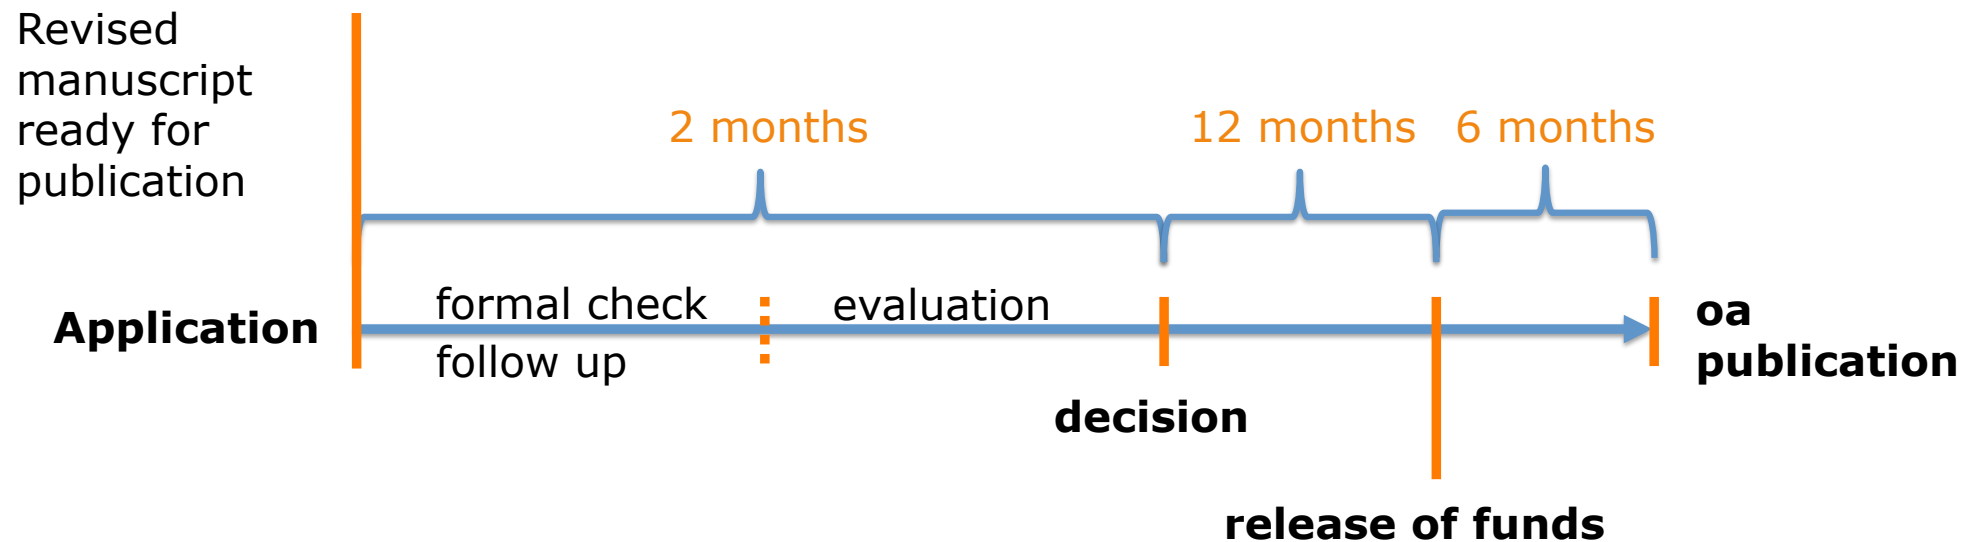 Revised
manuscript
ready for
publication
2 months
12 months
6 months
Application
formal check
follow up
evaluation
decision
release of funds
oa
publication